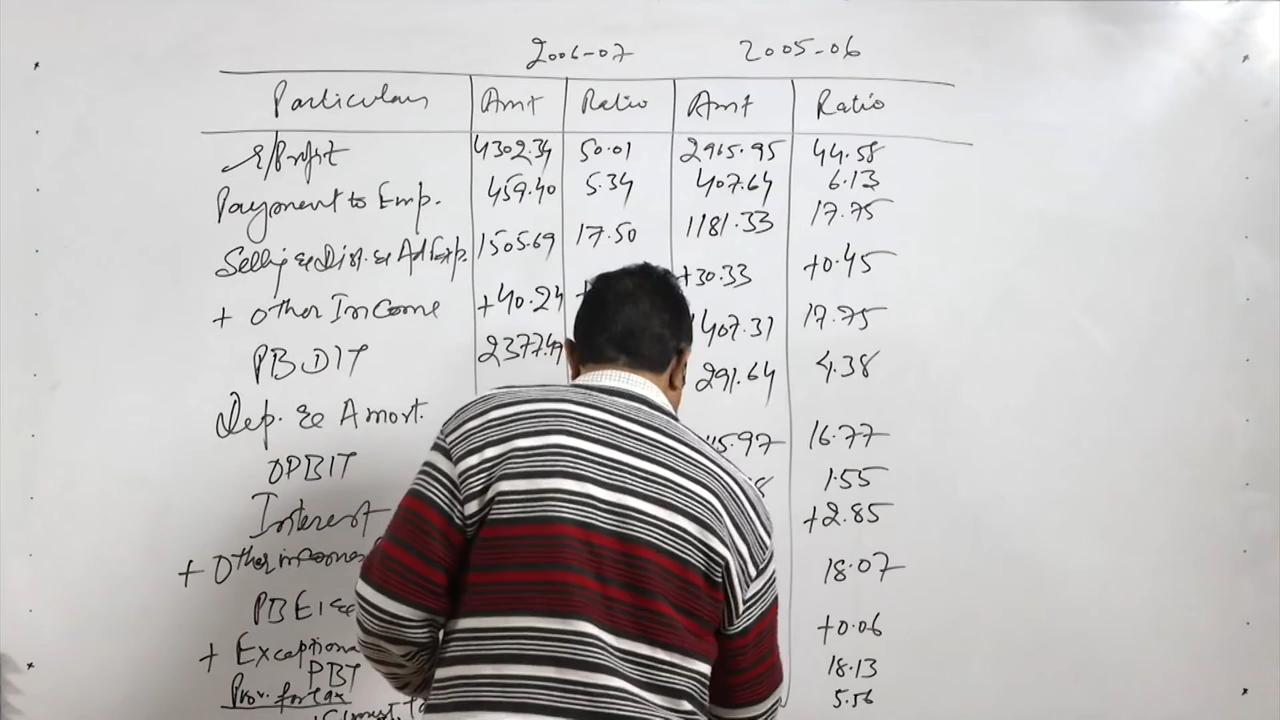 2006-07 2005-06
Particulars Amt Ratio Amt Ratio
G/Profit 4302.34 50.01 2965.95 44.58
Payment to Emp. 459.40 5.34 407.64 6.13
Selling & Dist. & Ad Exp. 1505.69 17.50 1181.33 17.75
+ Other Income +40.24 +30.33 +0.45
PBDIT 2377.49 1407.31 17.75
Dep. & Amort. 291.64 4.38
OPBIT 16.77
Interest 1.55
+ Other incomes +2.85
PBEI & 18.07
+ Exceptional +0.06
PBT 18.13
Prov. for tax 5.56